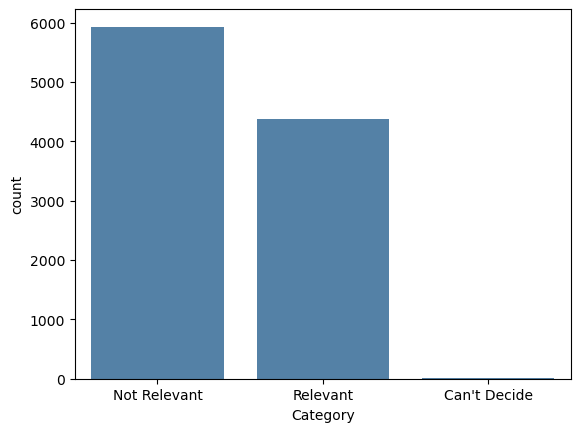 6000
5000
4000
3000
2000
1000
0
count
Not Relevant
Relevant
Can't Decide
Category